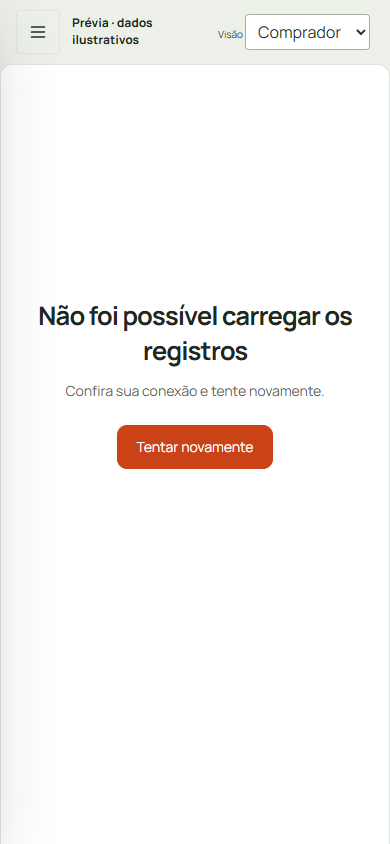 Prévia · dados
ilustrativos
Visão
Comprador
Não foi possível carregar os
registros
Confira sua conexão e tente novamente.
Tentar novamente